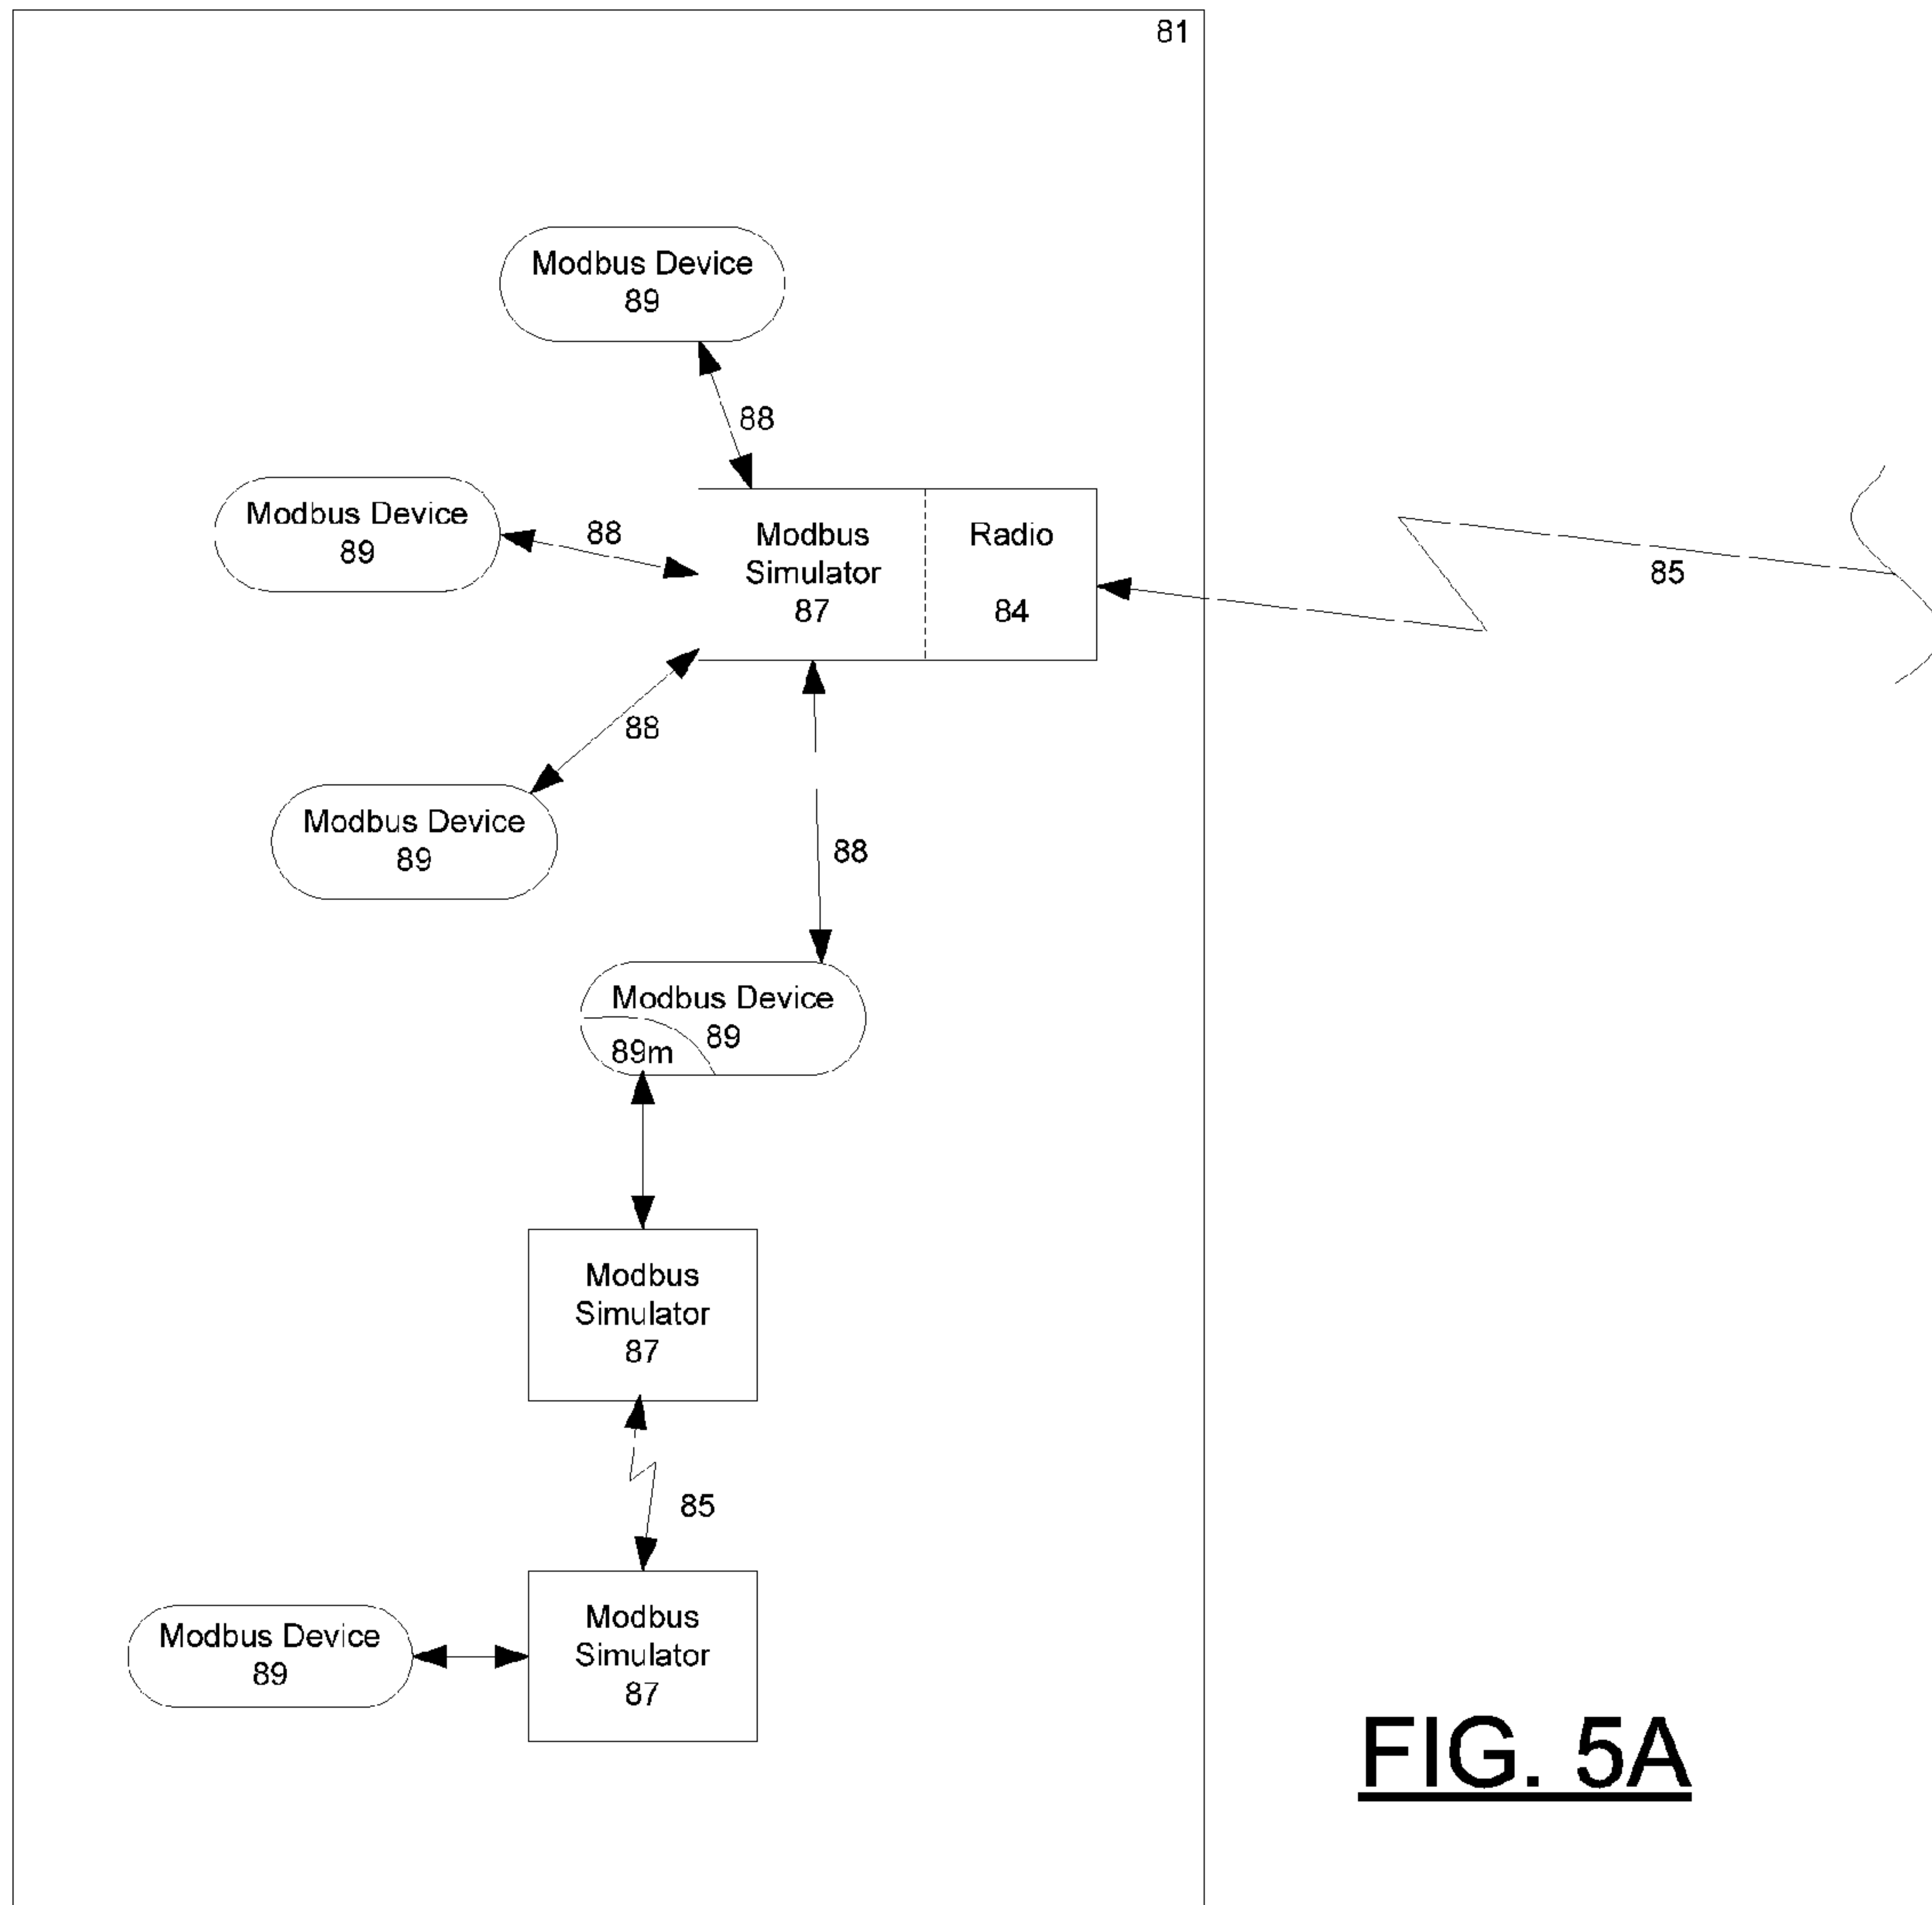 81
Modbus Device
89
88
Modbus Device
89
88
Modbus
Simulator
87
Radio
84
85
88
Modbus Device
89
88
Modbus Device
89
89m
Modbus
Simulator
87
85
Modbus Device
89
Modbus
Simulator
87
FIG. 5A